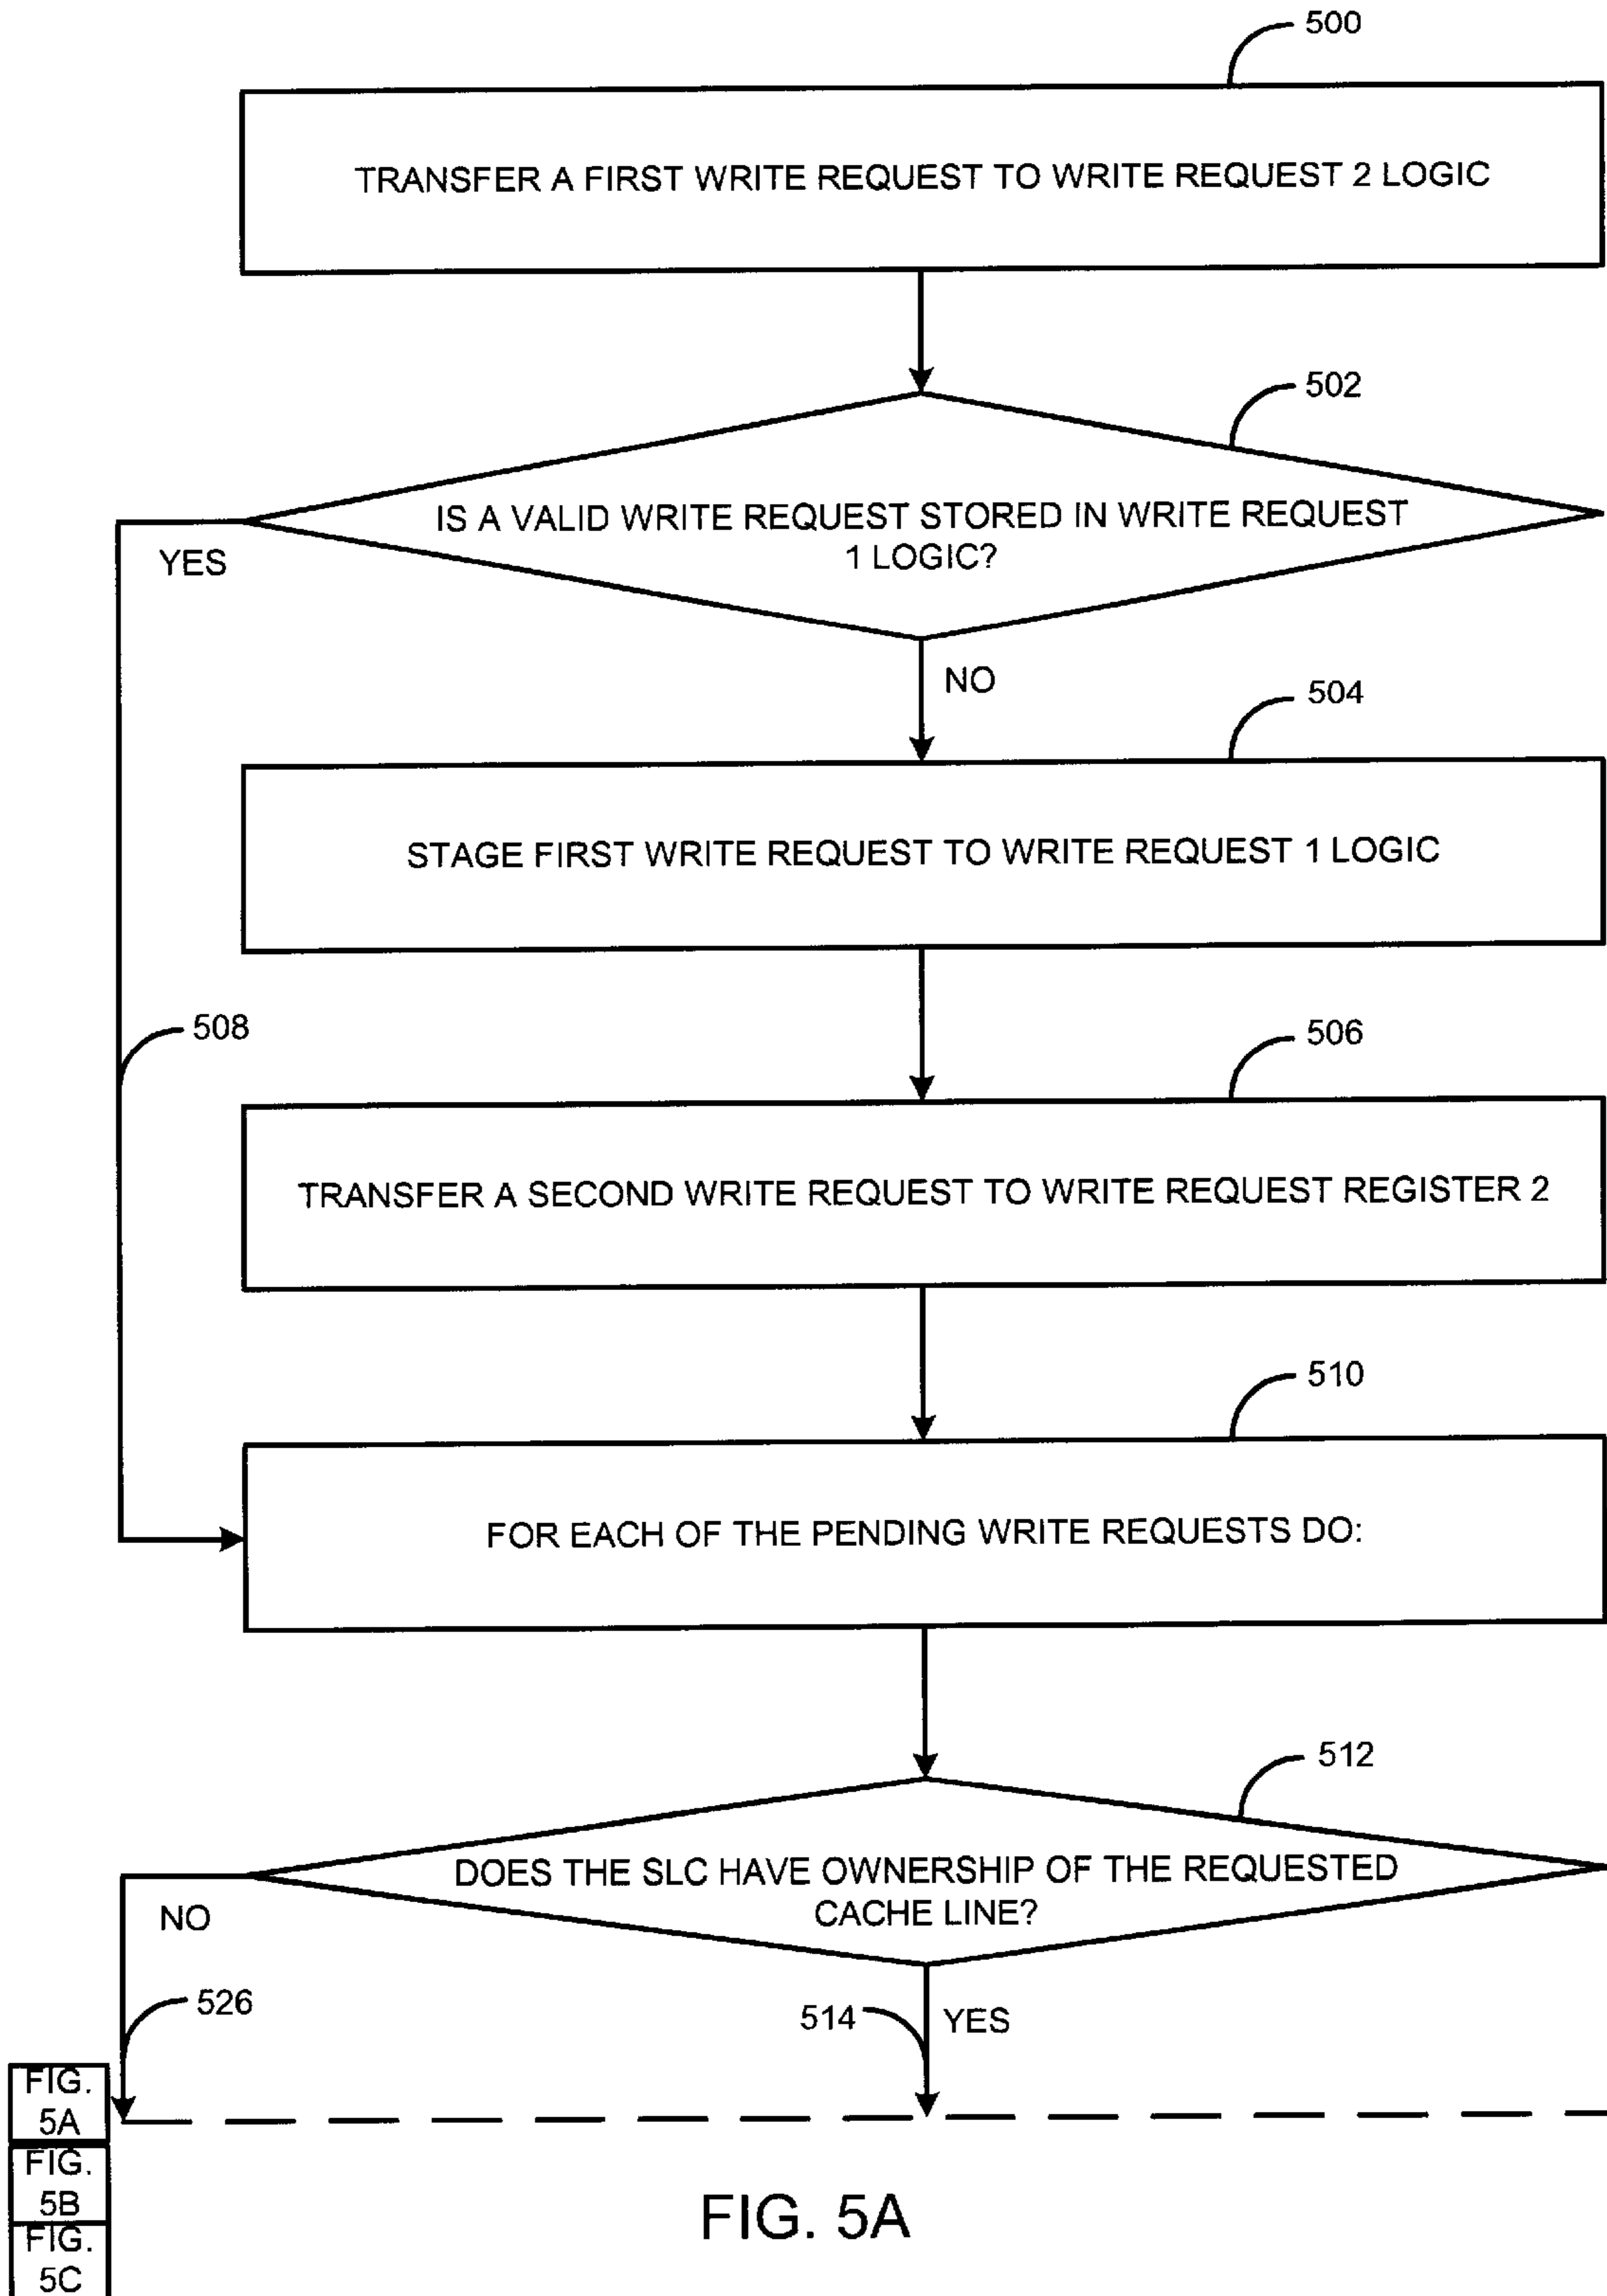 500
TRANSFER A FIRST WRITE REQUEST TO WRITE REQUEST 2 LOGIC
502
IS A VALID WRITE REQUEST STORED IN WRITE REQUEST
1 LOGIC?
YES
NO
504
STAGE FIRST WRITE REQUEST TO WRITE REQUEST 1 LOGIC
508
506
TRANSFER A SECOND WRITE REQUEST TO WRITE REQUEST REGISTER 2
510
FOR EACH OF THE PENDING WRITE REQUESTS DO:
512
DOES THE SLC HAVE OWNERSHIP OF THE REQUESTED
CACHE LINE?
NO
526
514
YES
FIG.
5A
FIG.
5B
FIG.
5C
FIG. 5A